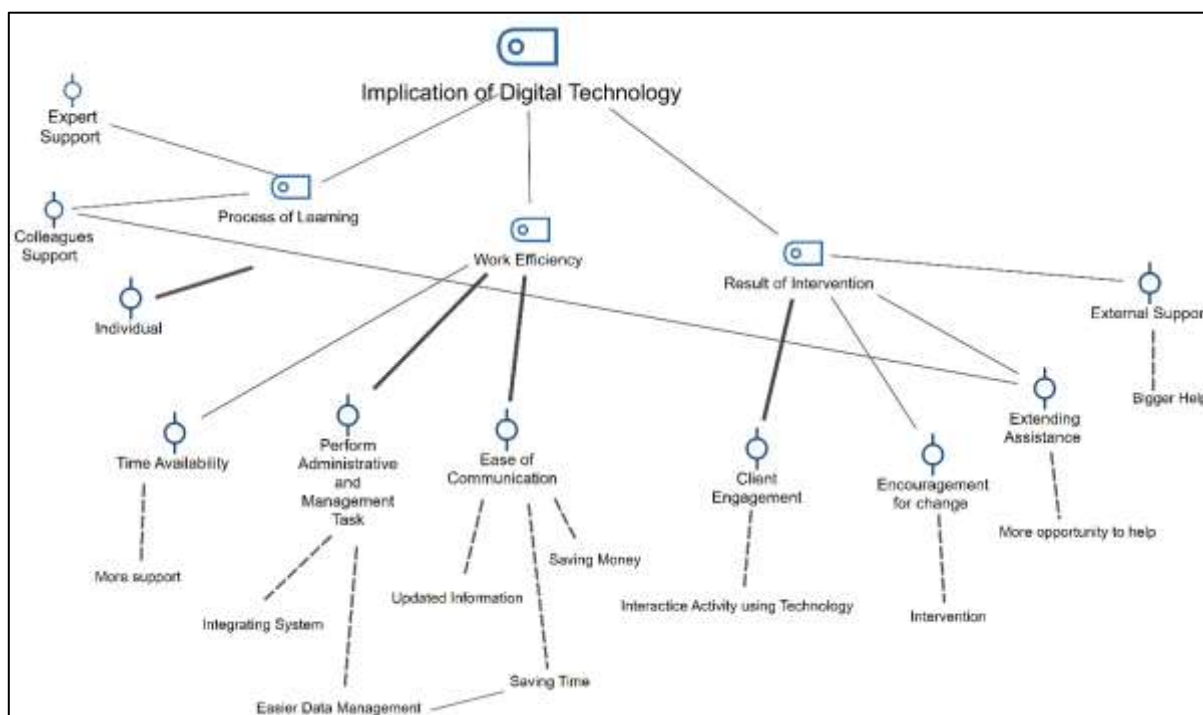 Implication of Digital Technology
Expert
Support
Process of Learning
Colleagues
Support
Work Efficiency
Result of Intervention
Individual
External Support
Bigger Help
Extending
Assistance
Time Availability
Perform
Administrative
and
Management
Task
Ease of
Communication
Client
Engagement
Encouragement
for change
More opportunity to help
More support
Saving Money
Updated Information
Integrating System
Interactice Activity using Technology
Intervention
Saving Time
Easier Data Management